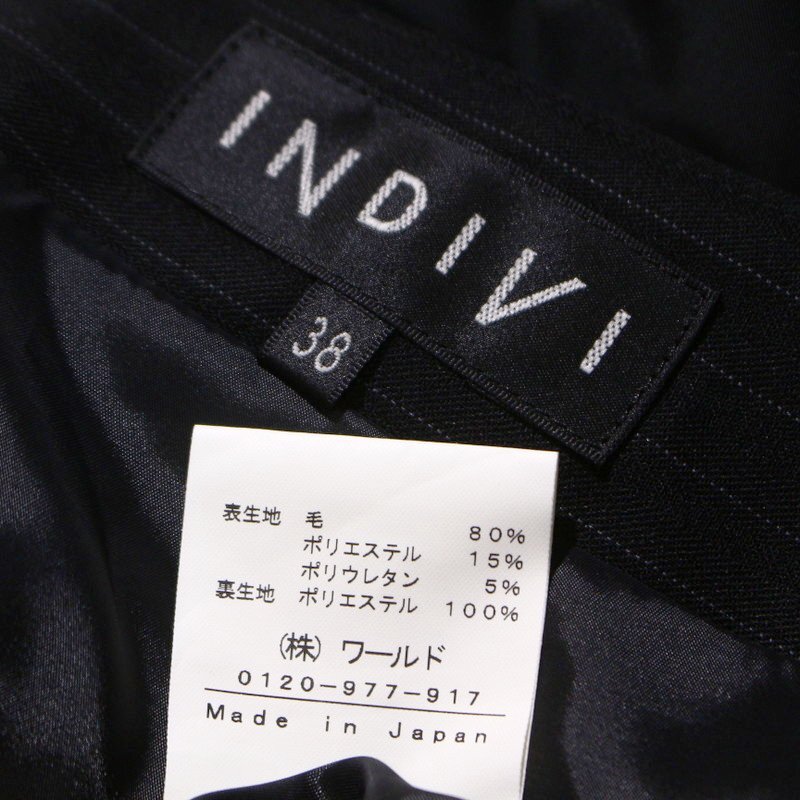 INDIVI
38
表生地 毛 80%
ポリエステル 15%
ポリウレタン 5%
裏生地 ポリエステル 100%
(株) ワールド
0120-977-917
Made in Japan